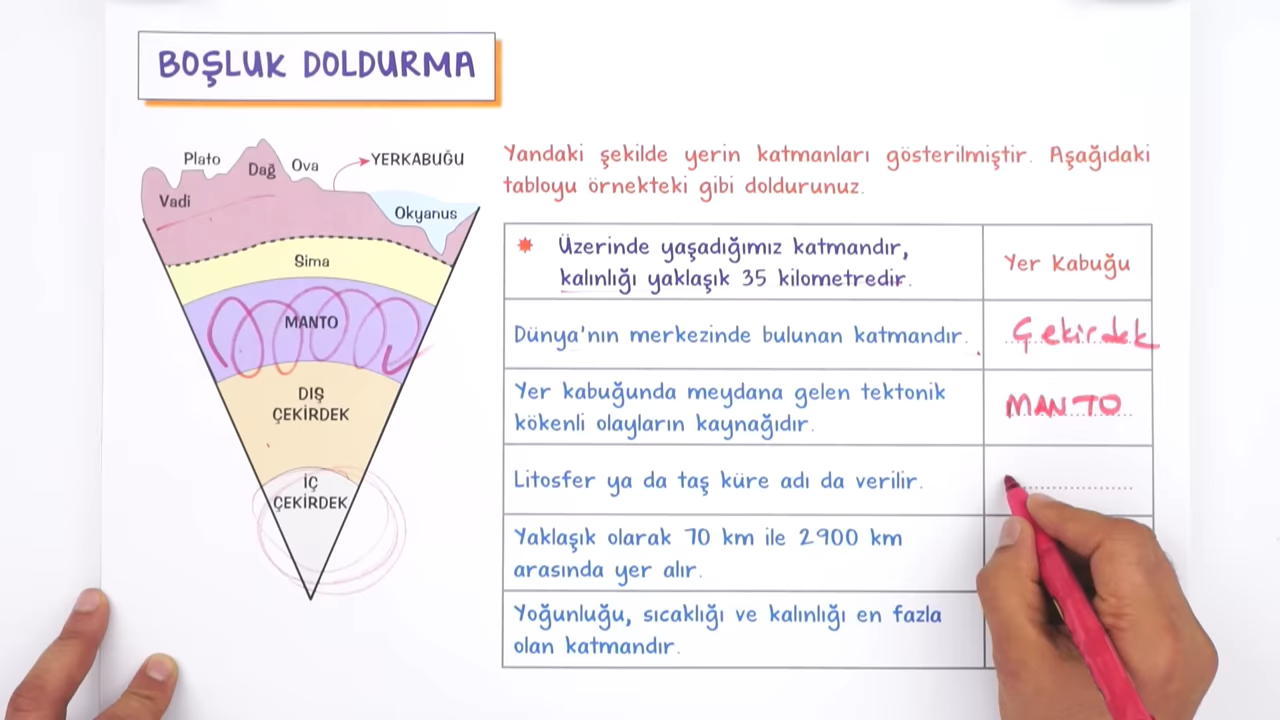 BOŞLUK DOLDURMA
Plato
Dağ
Ova
YERKABUĞU
Vadi
Okyanus
Sima
MANTO
DIŞ
ÇEKİRDEK
İÇ
ÇEKİRDEK
Yandaki şekilde yerin katmanları gösterilmiştir. Aşağıdaki
tabloyu örnekteki gibi doldurunuz.
Üzerinde yaşadığımız katmandır,
kalınlığı yaklaşık 35 kilometredir.
Yer Kabuğu
Dünya'nın merkezinde bulunan katmandır.
Çekirdek
Yer kabuğunda meydana gelen tektonik
kökenli olayların kaynağıdır.
MANTO
Litosfer ya da taş küre adı da verilir.
Yaklaşık olarak 70 km ile 2900 km
arasında yer alır.
Yoğunluğu, sıcaklığı ve kalınlığı en fazla
olan katmandır.